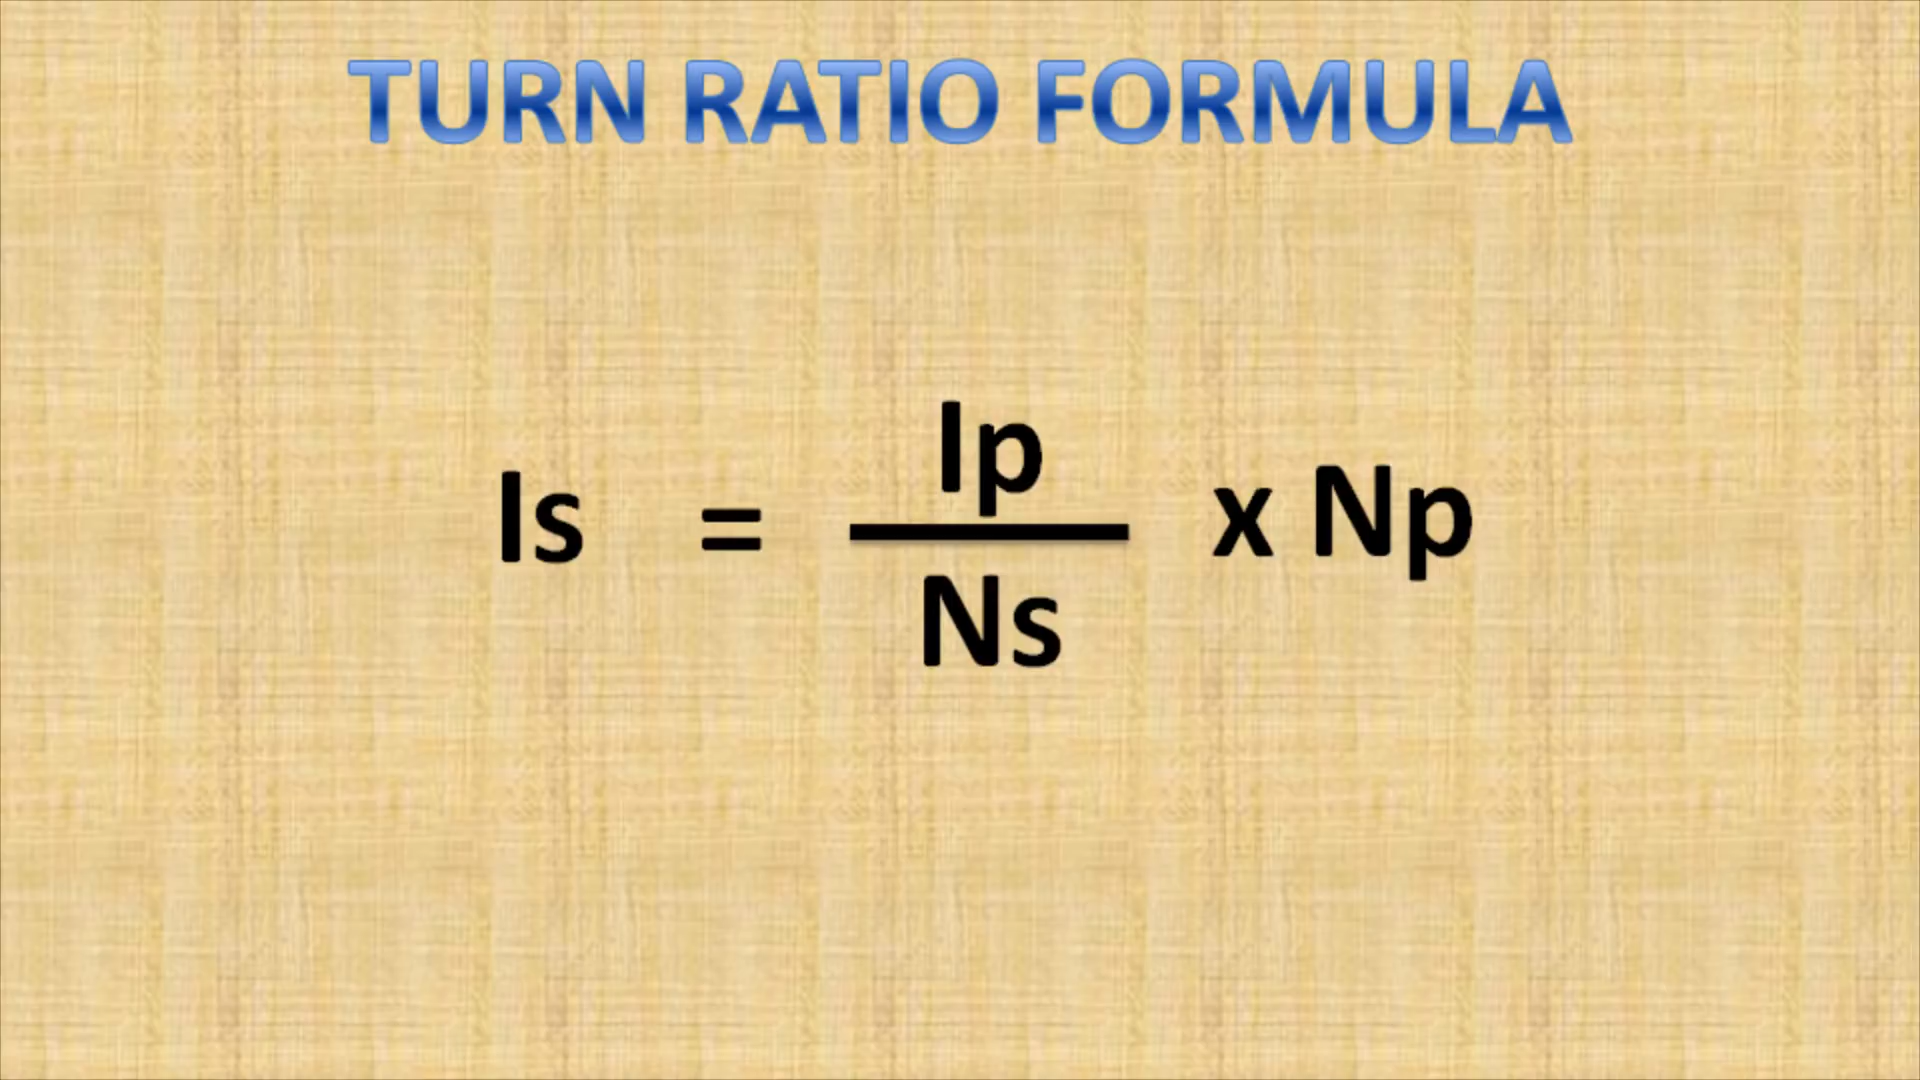 TURN RATIO FORMULA
Is = Ip / Ns x Np